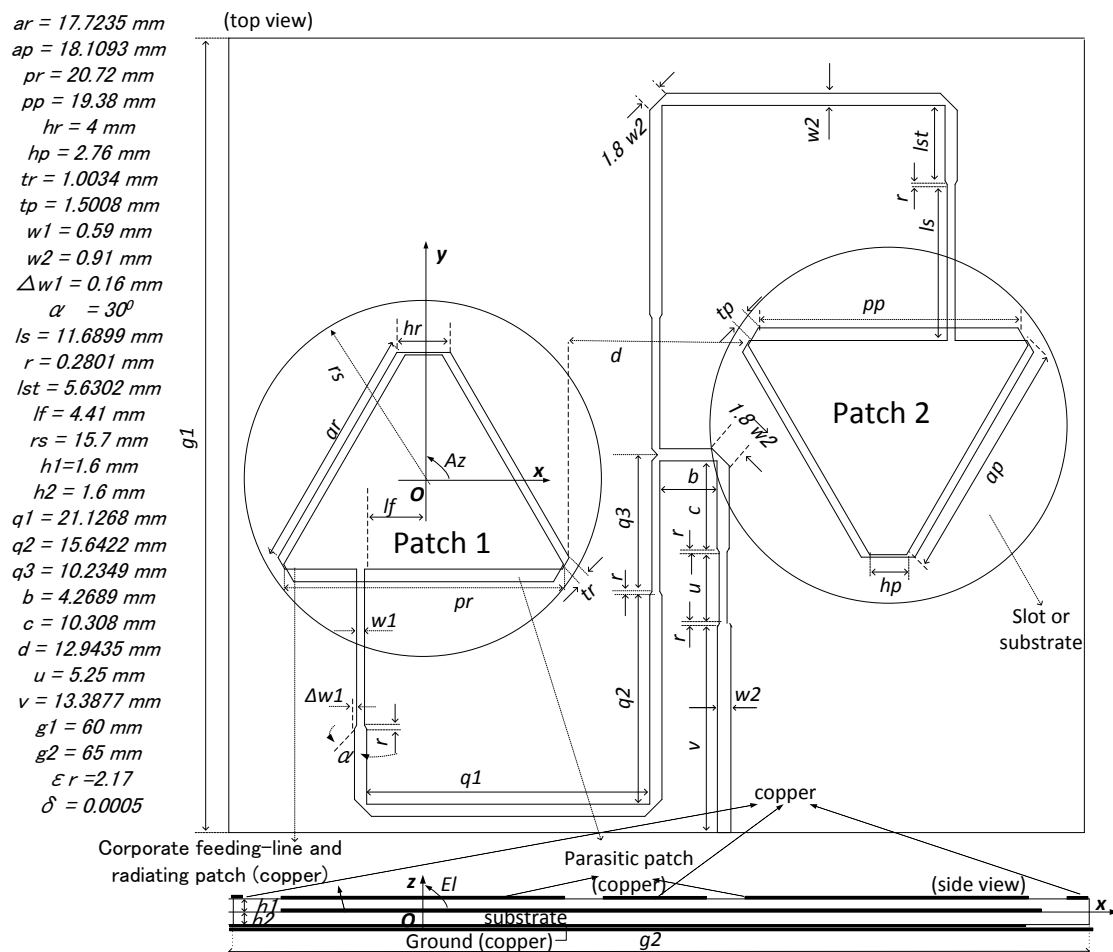 ar = 17.7235 mm
ap = 18.1093 mm
pr = 20.72 mm
pp = 19.38 mm
hr = 4 mm
hp = 2.76 mm
tr = 1.0034 mm
tp = 1.5008 mm
w1 = 0.59 mm
w2 = 0.91 mm
△w1 = 0.16 mm
α = 30⁰
ls = 11.6899 mm
r = 0.2801 mm
lst = 5.6302 mm
lf = 4.41 mm
rs = 15.7 mm
h1=1.6 mm
h2 = 1.6 mm
q1 = 21.1268 mm
q2 = 15.6422 mm
q3 = 10.2349 mm
b = 4.2689 mm
c = 10.308 mm
d = 12.9435 mm
u = 5.25 mm
v = 13.3877 mm
g1 = 60 mm
g2 = 65 mm
ε r =2.17
δ = 0.0005
(top view)
1.8 w2
w2
lst
r
ls
y
hr
rs
ar
g1
d
tp
pp
Patch 2
1.8 w2
Az
x
O
lf
Patch 1
b
c
q3
ap
r
r
u
hp
tr
pr
r
Slot or
substrate
w1
q2
w2
Δw1
r
α
v
q1
copper
Corporate feeding-line and
radiating patch (copper)
Parasitic patch
(copper)
(side view)
z
El
h1
x
h2
O
substrate
Ground (copper)
g2